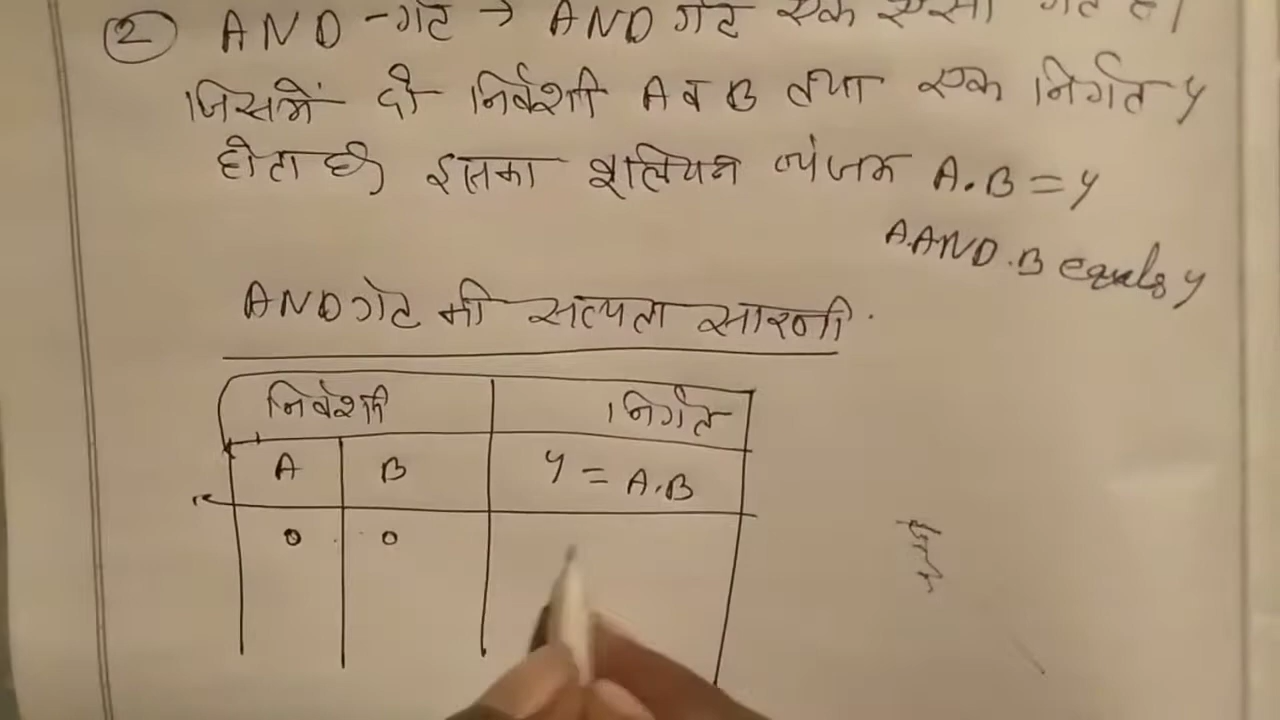 ② AND-गेट → AND गेट एक ऐसा गेट है।
जिसमें दो निवेशी A व B तथा एक निर्गत y
होता है, इसका बूलियन व्यंजक A.B = y
A.AND.B equals y
AND गेट की सत्यता सारणी.
निवेशी निर्गत
A B y = A.B
0 0